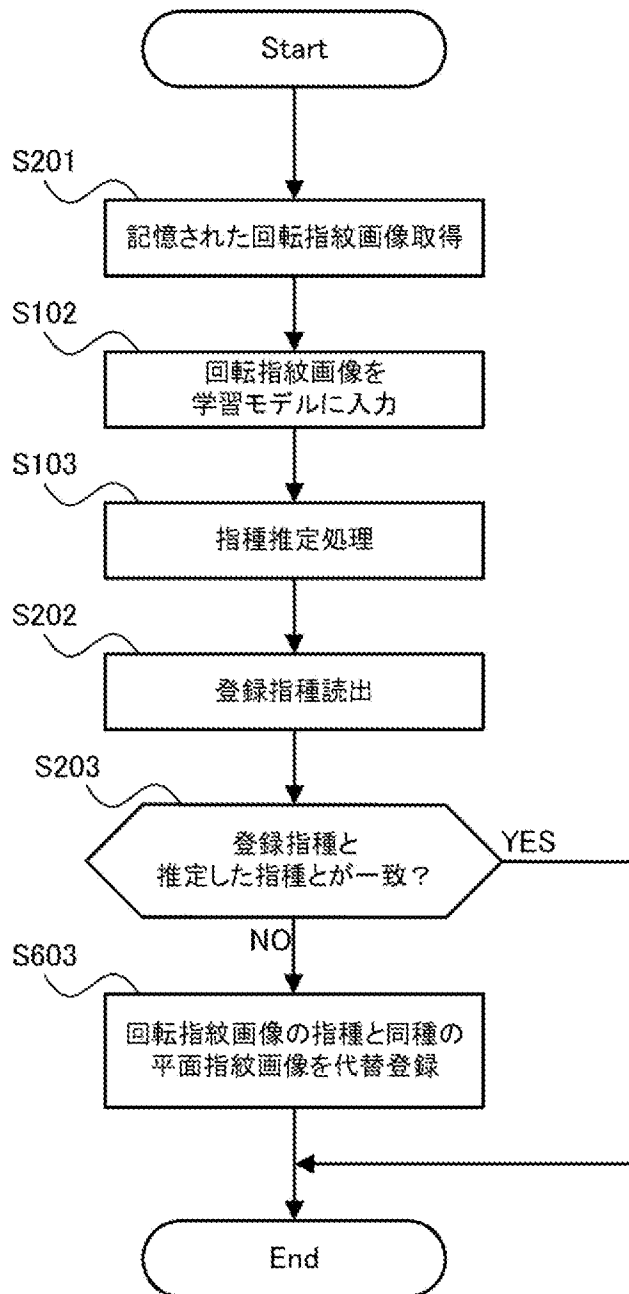 Start
S201
記憶された回転指紋画像取得
S102
回転指紋画像を
学習モデルに入力
S103
指種推定処理
S202
登録指種読出
S203
登録指種と
推定した指種とが一致？
YES
NO
S603
回転指紋画像の指種と同種の
平面指紋画像を代替登録
End